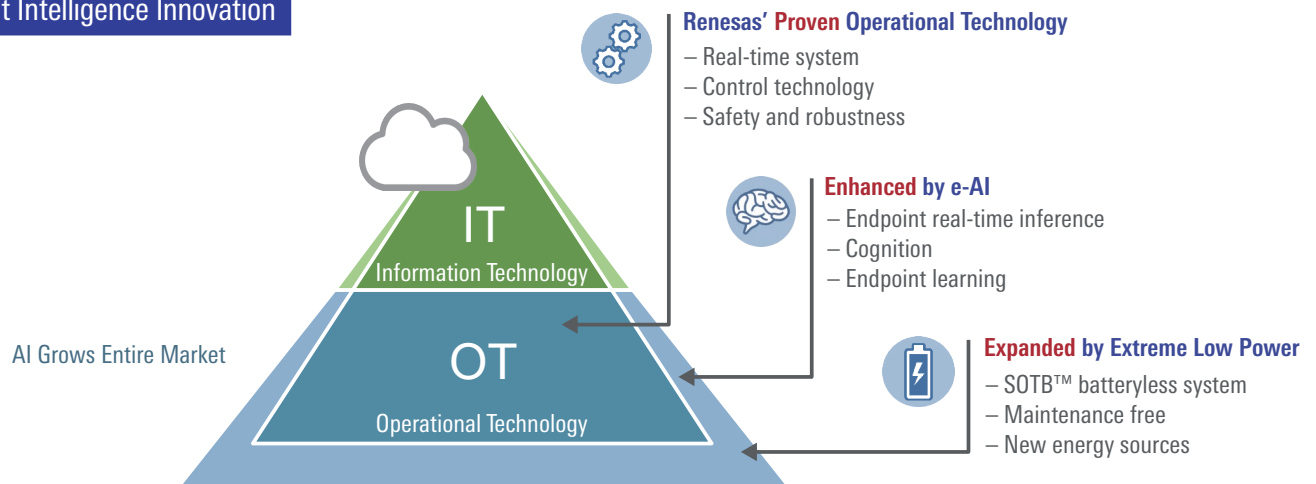 t Intelligence Innovation
Renesas’ Proven Operational Technology
– Real-time system
– Control technology
– Safety and robustness
Enhanced by e-AI
– Endpoint real-time inference
– Cognition
– Endpoint learning
IT
Information Technology
AI Grows Entire Market
OT
Operational Technology
Expanded by Extreme Low Power
– SOTB™ batteryless system
– Maintenance free
– New energy sources